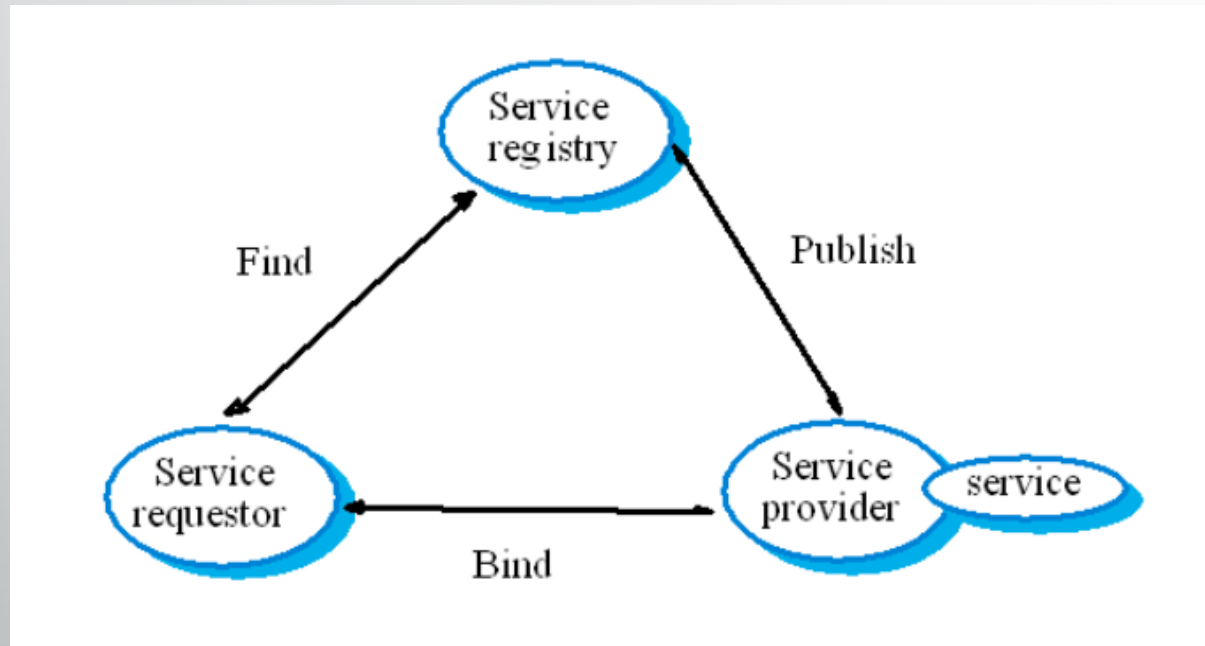 Service
registry
Find
Publish
Service
requestor
Service
provider
service
Bind